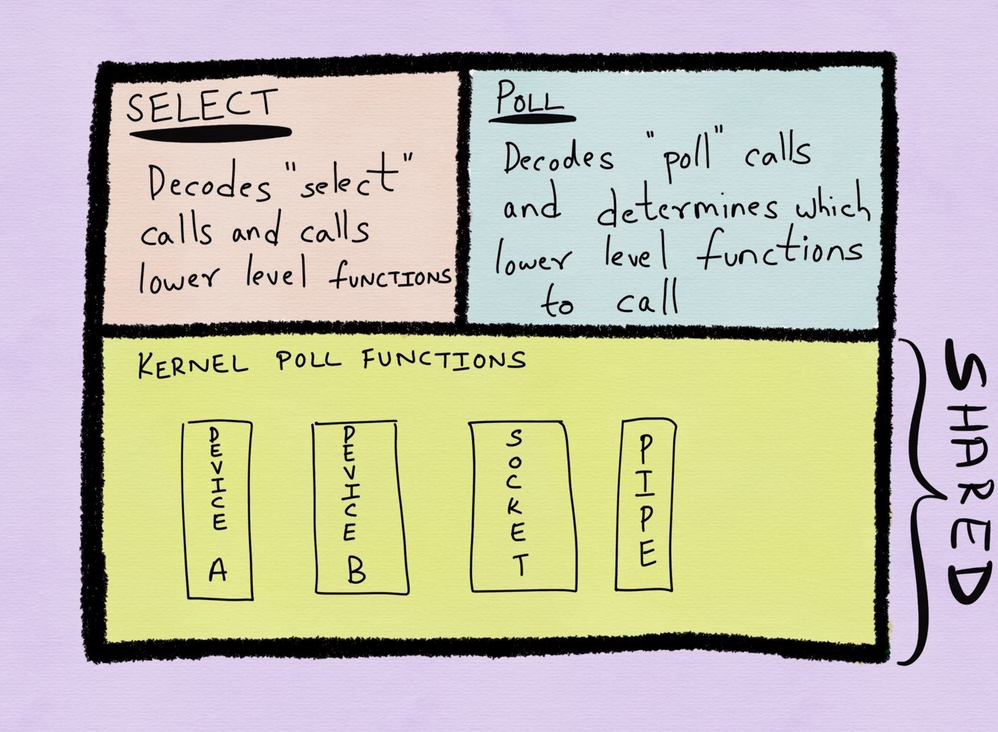 SELECT
Decodes "select"
calls and calls
lower level FUNCTIONS
POLL
Decodes "poll" calls
and determines which
lower level functions
to call
KERNEL POLL FUNCTIONS
DEVICE A
DEVICE B
SOCKET
PIPE
SHARED